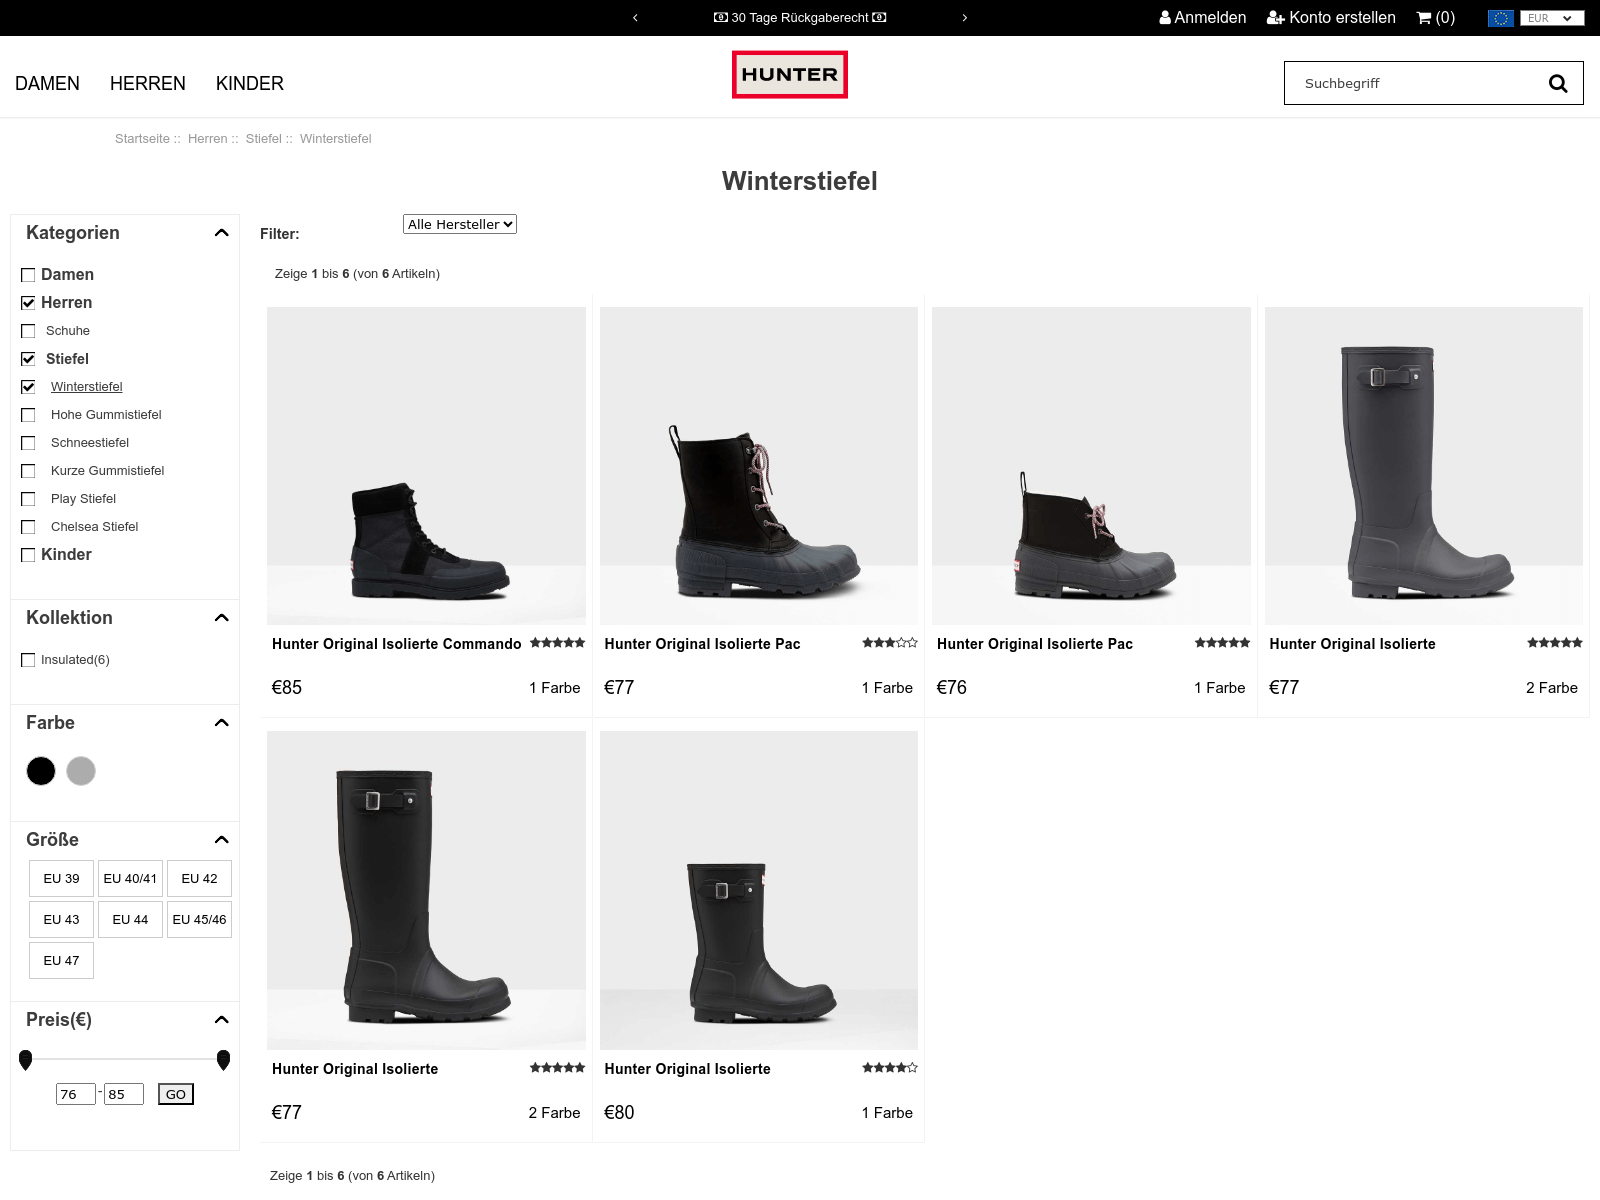 30 Tage Rückgaberecht
Anmelden
Konto erstellen
(0)
EUR
DAMEN
HERREN
KINDER
HUNTER
Suchbegriff
Startseite :: Herren :: Stiefel :: Winterstiefel
Winterstiefel
Kategorien
Damen
Herren
Schuhe
Stiefel
Winterstiefel
Hohe Gummistiefel
Schneestiefel
Kurze Gummistiefel
Play Stiefel
Chelsea Stiefel
Kinder
Kollektion
Insulated(6)
Farbe
Größe
EU 39
EU 40/41
EU 42
EU 43
EU 44
EU 45/46
EU 47
Preis(€)
76 - 85 GO
Filter:
Alle Hersteller
Zeige 1 bis 6 (von 6 Artikeln)
Hunter Original Isolierte Commando
€85
1 Farbe
Hunter Original Isolierte Pac
€77
1 Farbe
Hunter Original Isolierte Pac
€76
1 Farbe
Hunter Original Isolierte
€77
2 Farbe
Hunter Original Isolierte
€77
2 Farbe
Hunter Original Isolierte
€80
1 Farbe
Zeige 1 bis 6 (von 6 Artikeln)